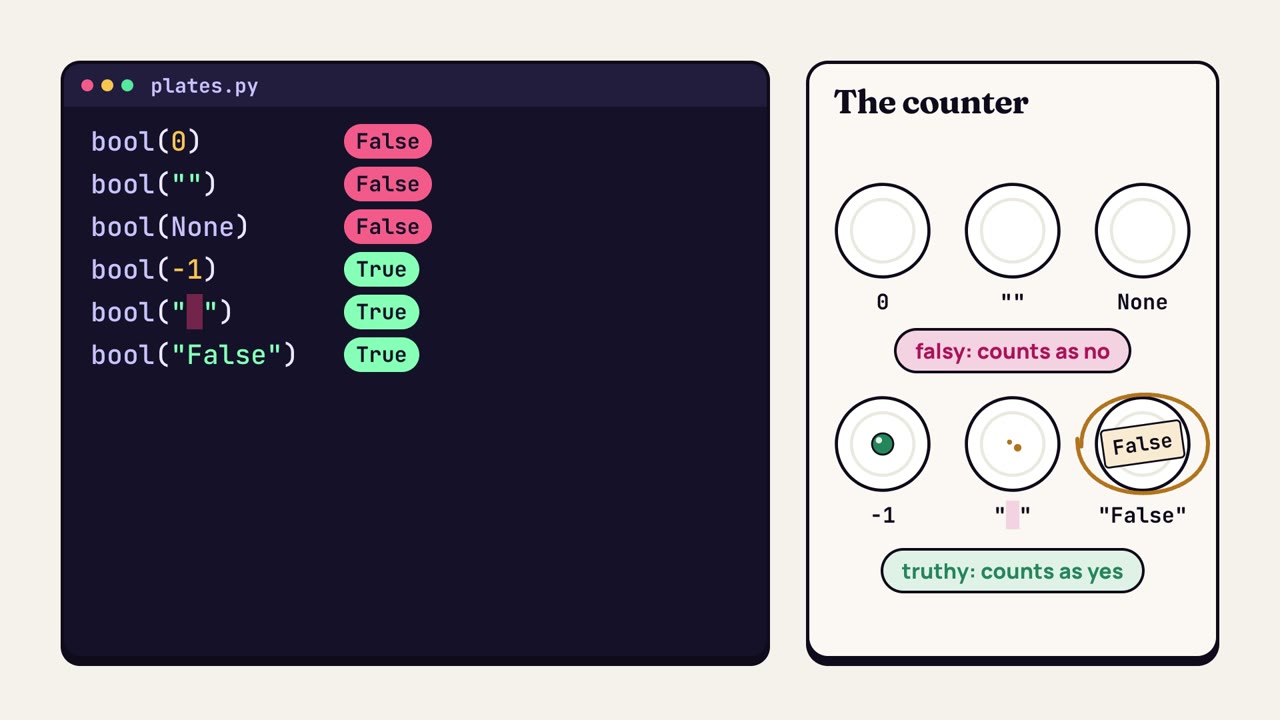 plates.py
bool(0) False
bool("") False
bool(None) False
bool(-1) True
bool(" ") True
bool("False") True
The counter
0 "" None
falsy: counts as no
False
-1 " " "False"
truthy: counts as yes